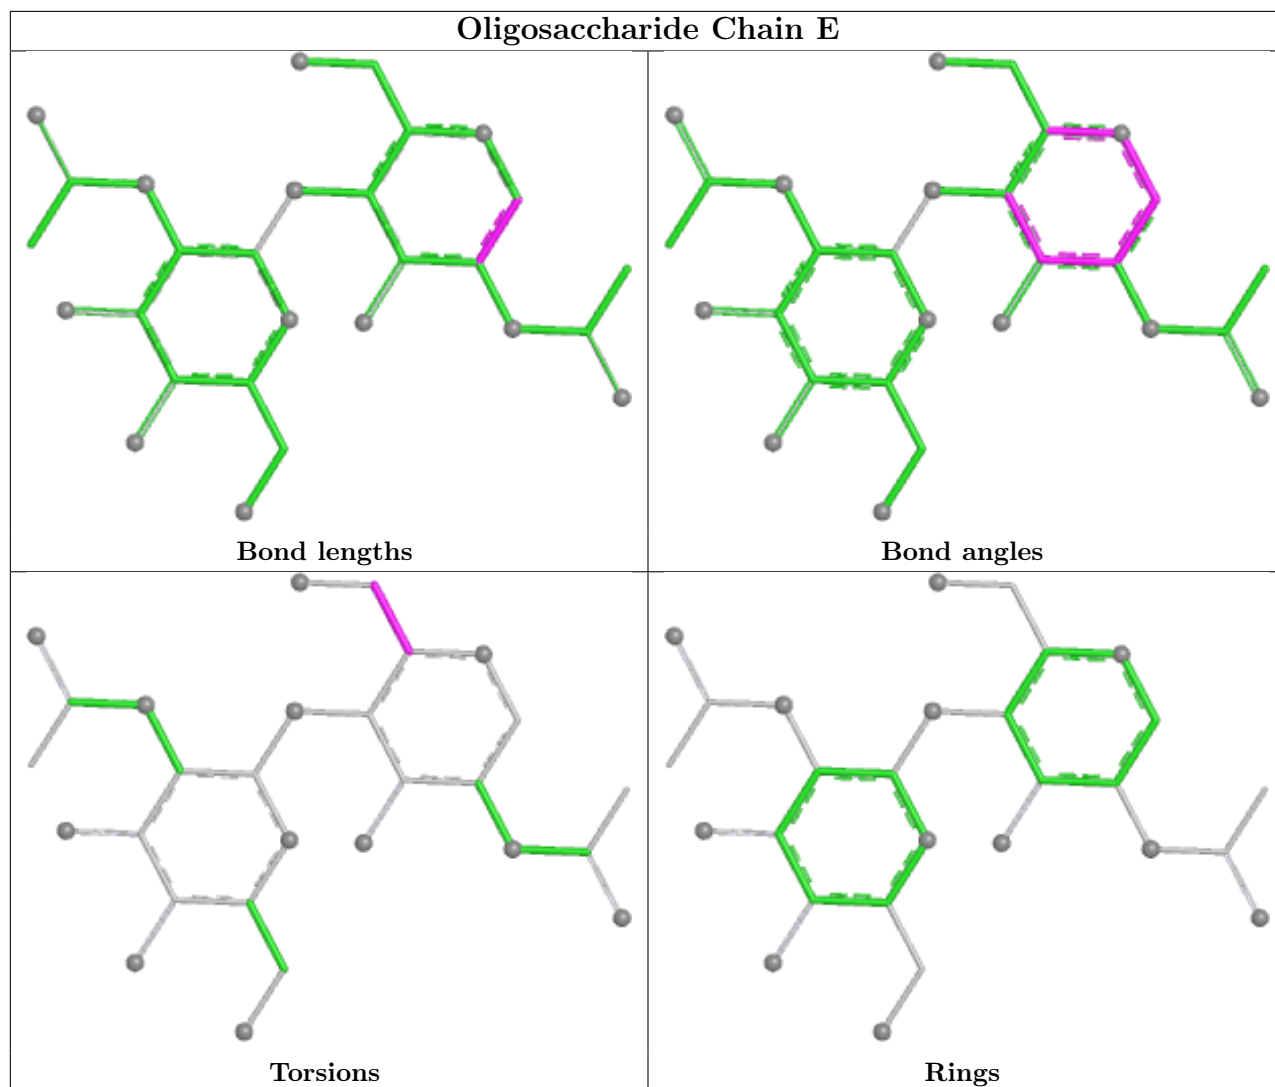 Oligosaccharide Chain E
Bond lengths
Bond angles
Torsions
Rings